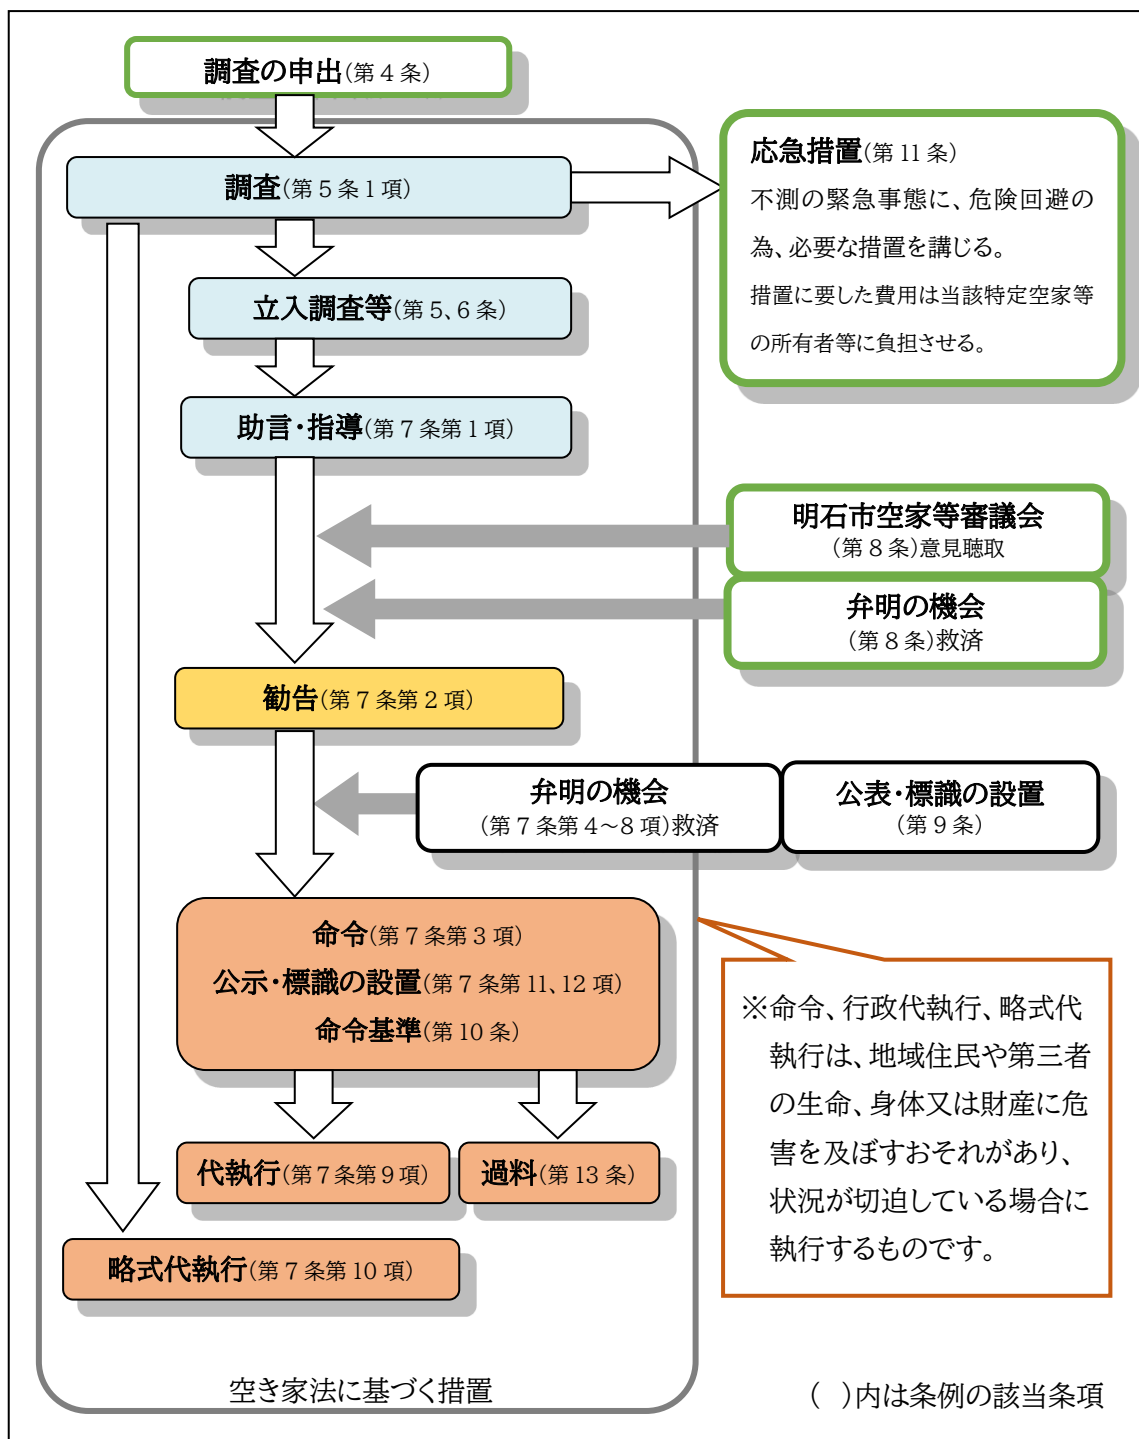 調査の申出(第4条)
調査(第5条1項)
応急措置(第11条)
不測の緊急事態に、危険回避の
為、必要な措置を講じる。
措置に要した費用は当該特定空家等
の所有者等に負担させる。
立入調査等(第5、6条)
助言・指導(第7条第1項)
明石市空家等審議会
(第8条)意見聴取
弁明の機会
(第8条)救済
勧告(第7条第2項)
弁明の機会
(第7条第4～8項)救済
公表・標識の設置
(第9条)
命令(第7条第3項)
公示・標識の設置(第7条第11、12項)
命令基準(第10条)
※命令、行政代執行、略式代
執行は、地域住民や第三者
の生命、身体又は財産に危
害を及ぼすおそれがあり、
状況が切迫している場合に
執行するものです。
代執行(第7条第9項)
過料(第13条)
略式代執行(第7条第10項)
空き家法に基づく措置
(　)内は条例の該当条項